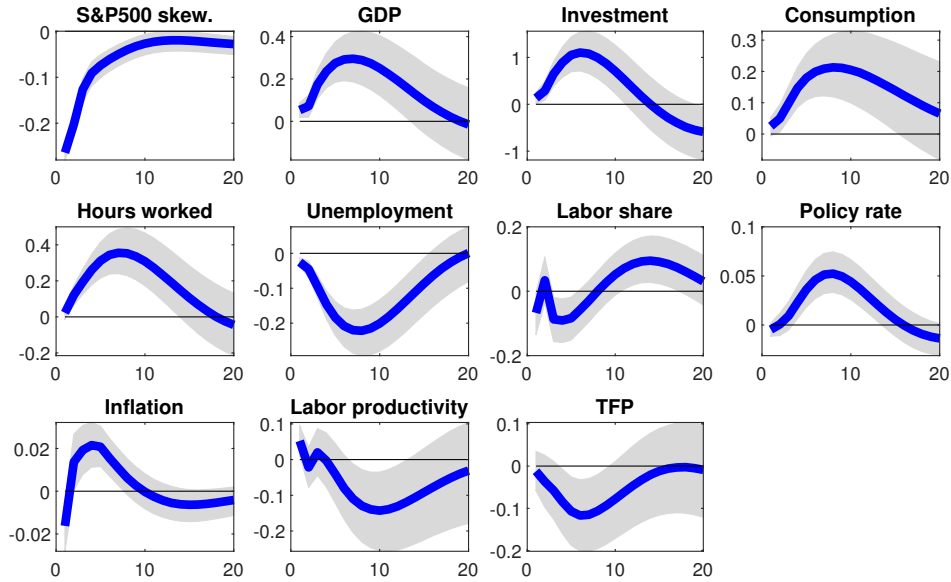 S&P500 skew. GDP Investment Consumption
0 -0.1 -0.2 0 10 20
0.4 0.2 0 0 10 20
1 0 -1 0 10 20
0.3 0.2 0.1 0 0 10 20
Hours worked Unemployment Labor share Policy rate
0.4 0.2 0 -0.2 0 10 20
0 -0.1 -0.2 0 10 20
0.2 0 -0.2 0 10 20
0.1 0.05 0 0 10 20
Inflation Labor productivity TFP
0.02 0 -0.02 0 10 20
0.1 0 -0.1 -0.2 0 10 20
0.1 0 -0.1 -0.2 0 10 20